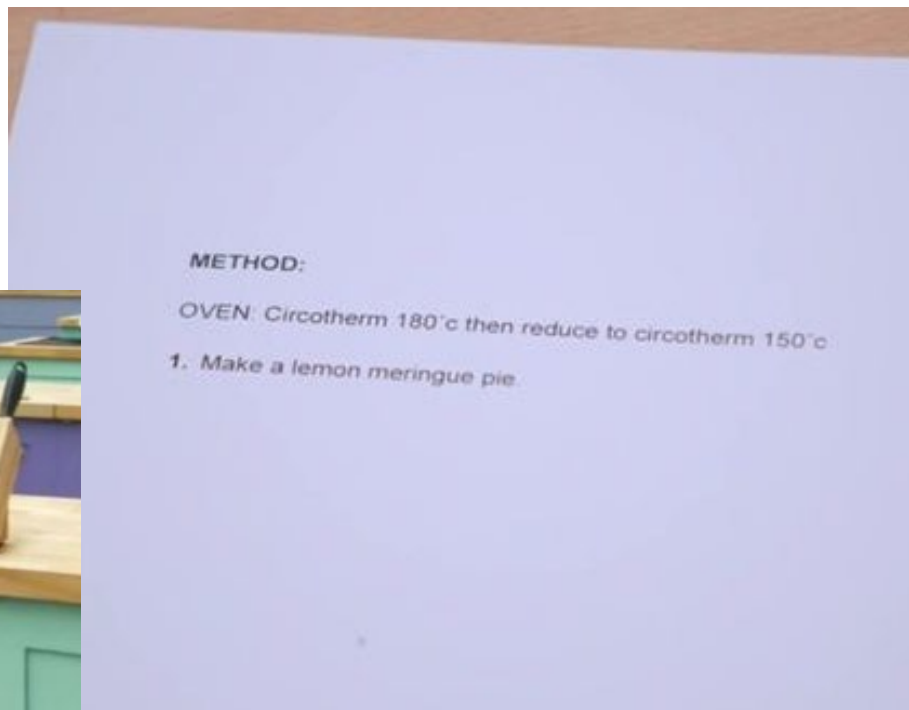 METHOD:
OVEN: Circotherm 180°c then reduce to circotherm 150°c
1. Make a lemon meringue pie.